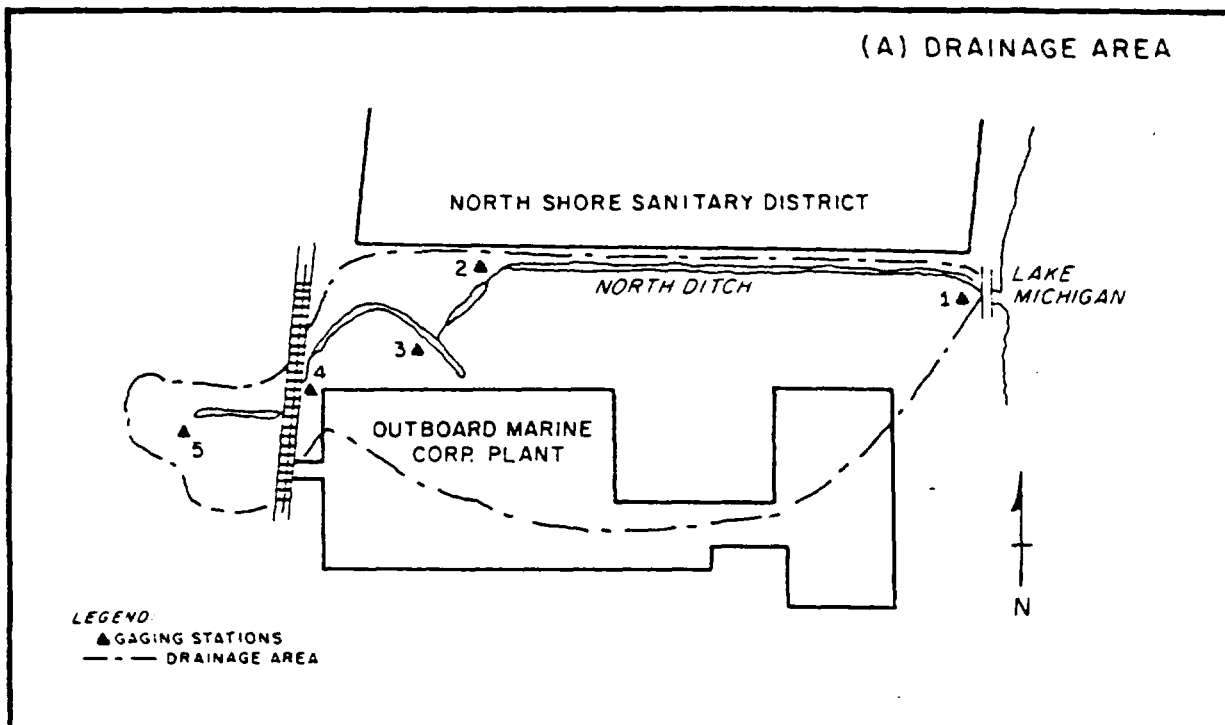 (A) DRAINAGE AREA
NORTH SHORE SANITARY DISTRICT
2
NORTH DITCH
1
LAKE
MICHIGAN
3
4
5
OUTBOARD MARINE
CORP. PLANT
N
LEGEND:
▲ GAGING STATIONS
DRAINAGE AREA